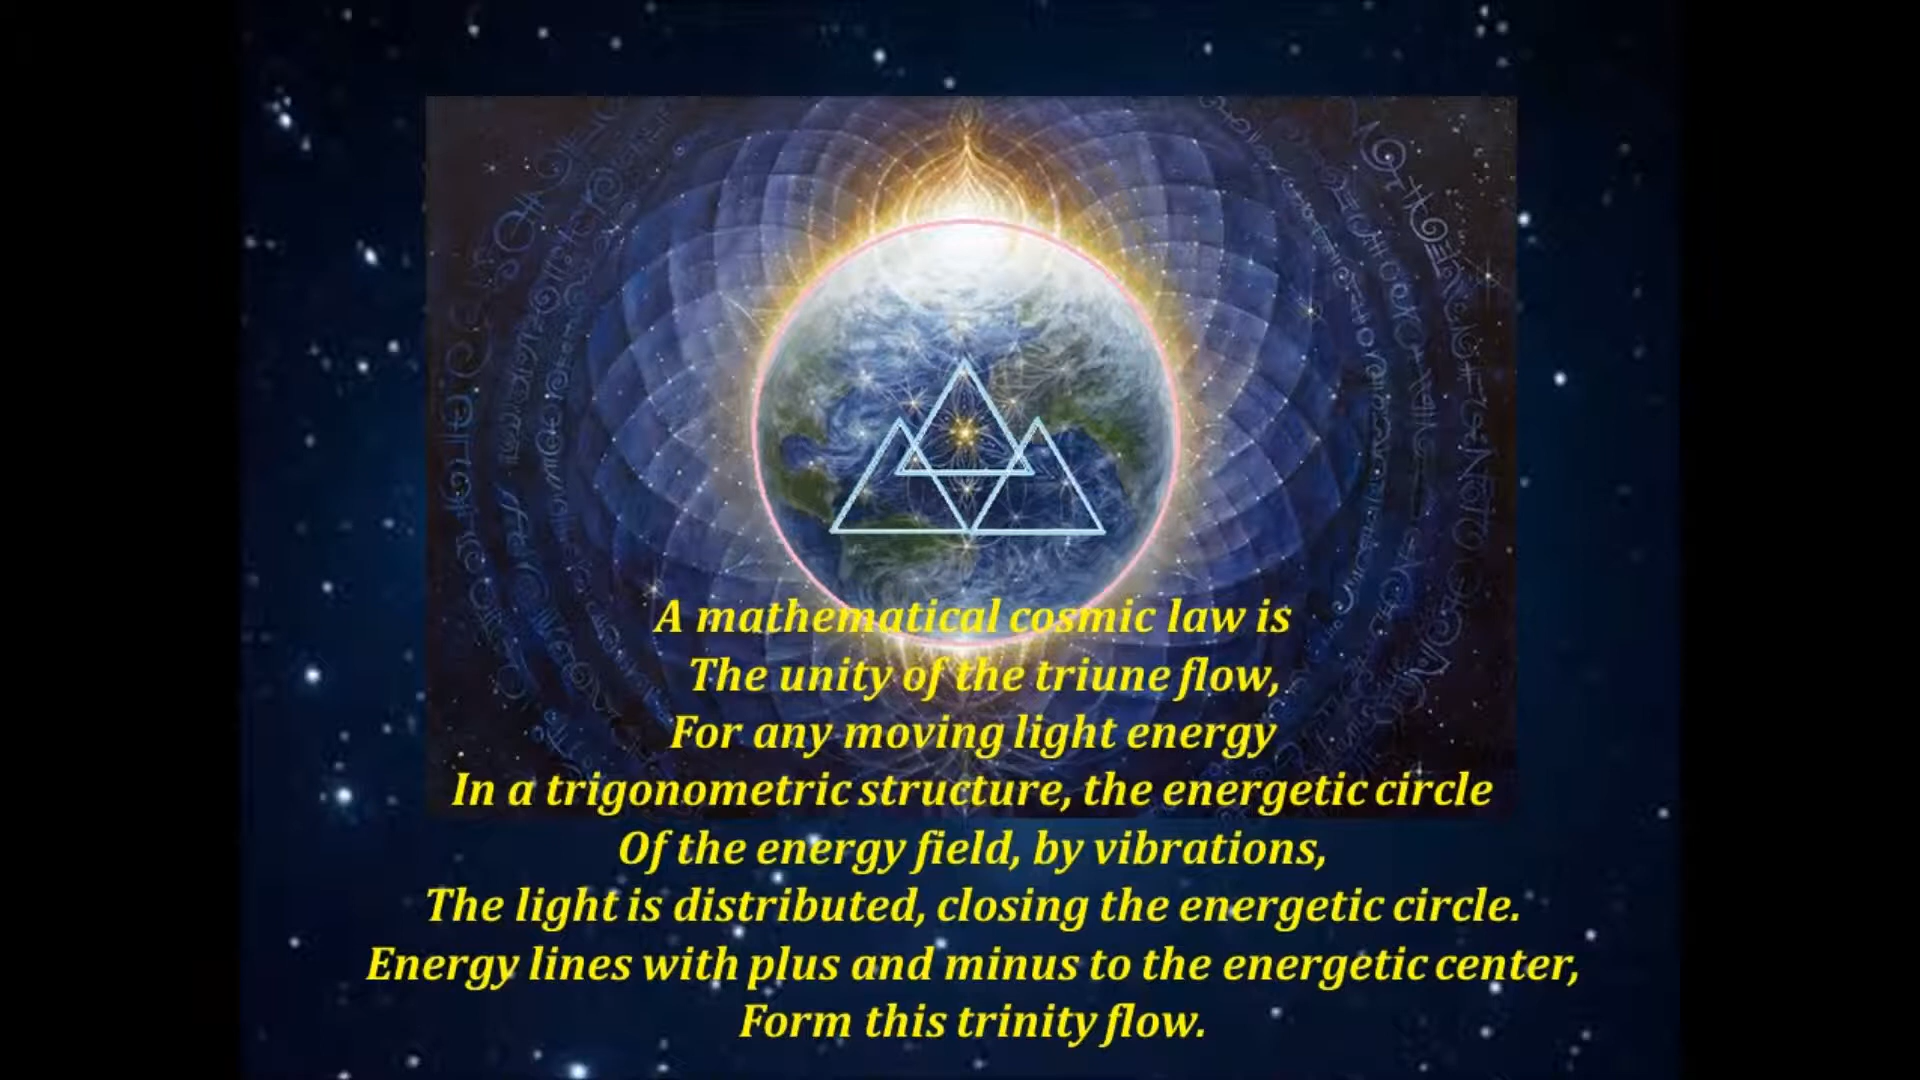 A mathematical cosmic law is
The unity of the triune flow,
For any moving light energy
In a trigonometric structure, the energetic circle
Of the energy field, by vibrations,
The light is distributed, closing the energetic circle.
Energy lines with plus and minus to the energetic center,
Form this trinity flow.